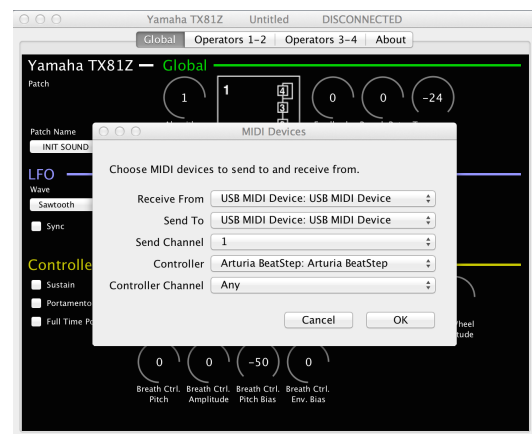 Yamaha TX81Z Untitled DISCONNECTED
Global Operators 1–2 Operators 3–4 About
Yamaha TX81Z — Global
Patch
1
1
4
3
0
0
−24
Patch Name
INIT SOUND
LFO
Wave
Sawtooth
Sync
Controlle
Sustain
Portamento
Full Time Po
MIDI Devices
Choose MIDI devices to send to and receive from.
Receive From USB MIDI Device: USB MIDI Device
Send To USB MIDI Device: USB MIDI Device
Send Channel 1
Controller Arturia BeatStep: Arturia BeatStep
Controller Channel Any
Cancel OK
heel
tude
0 0 −50 0
Breath Ctrl. Breath Ctrl. Breath Ctrl. Breath Ctrl.
Pitch Amplitude Pitch Bias Env. Bias